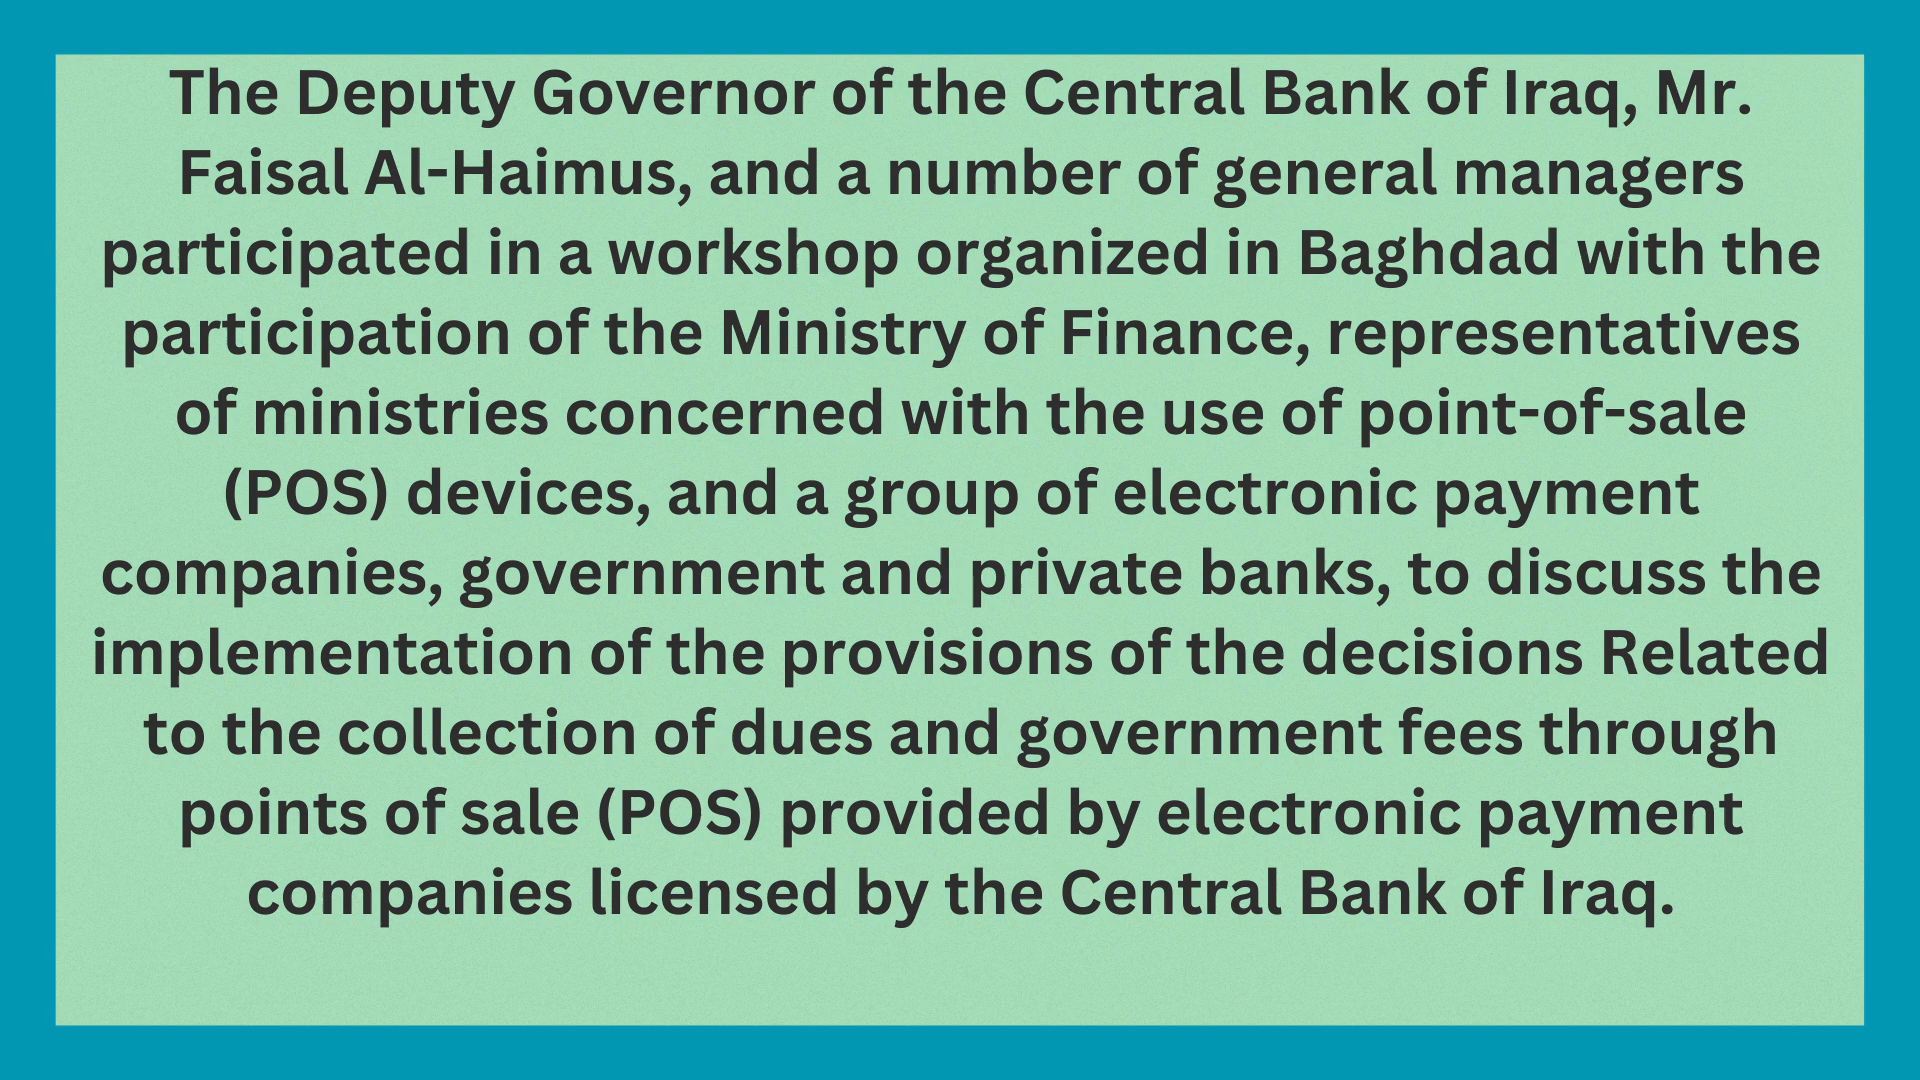 The Deputy Governor of the Central Bank of Iraq, Mr.
Faisal Al-Haimus, and a number of general managers
participated in a workshop organized in Baghdad with the
participation of the Ministry of Finance, representatives
of ministries concerned with the use of point-of-sale
(POS) devices, and a group of electronic payment
companies, government and private banks, to discuss the
implementation of the provisions of the decisions Related
to the collection of dues and government fees through
points of sale (POS) provided by electronic payment
companies licensed by the Central Bank of Iraq.